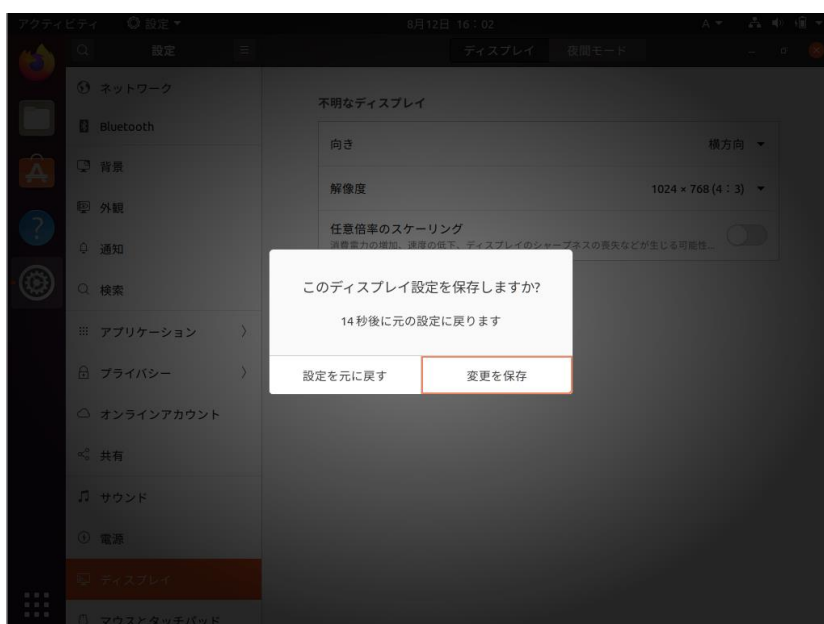 アクティビティ 設定 8月12日 16:02 A
設定 ディスプレイ 夜間モード
ネットワーク
Bluetooth
背景
外観
通知
検索
アプリケーション
プライバシー
オンラインアカウント
共有
サウンド
電源
ディスプレイ
マウスとタッチパッド
不明なディスプレイ
向き 横方向
解像度 1024 × 768 (4:3)
任意倍率のスケーリング
消費電力の増加、速度の低下、ディスプレイのシャープネスの喪失などが生じる可能性...
このディスプレイ設定を保存しますか?
14秒後に元の設定に戻ります
設定を元に戻す 変更を保存